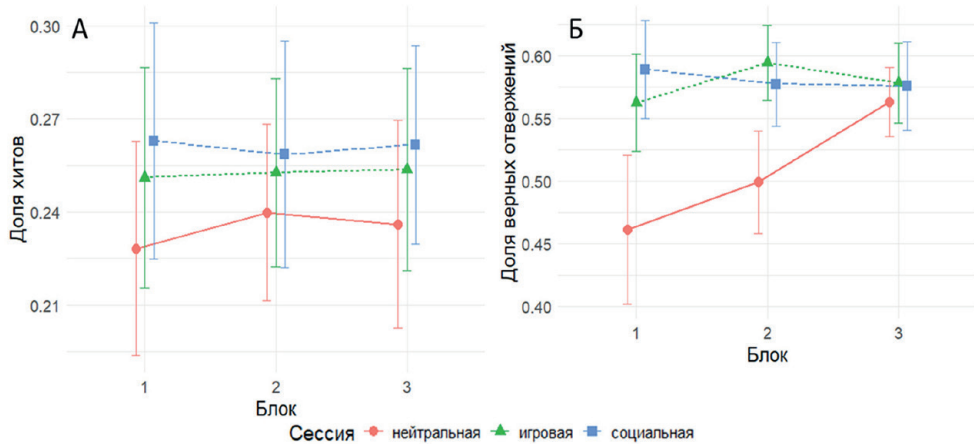 А
Доля хитов
0.30
0.27
0.24
0.21
1 2 3
Блок
Б
Доля верных отвержений
0.60
0.55
0.50
0.45
0.40
1 2 3
Блок
Сессия нейтральная игровая социальная